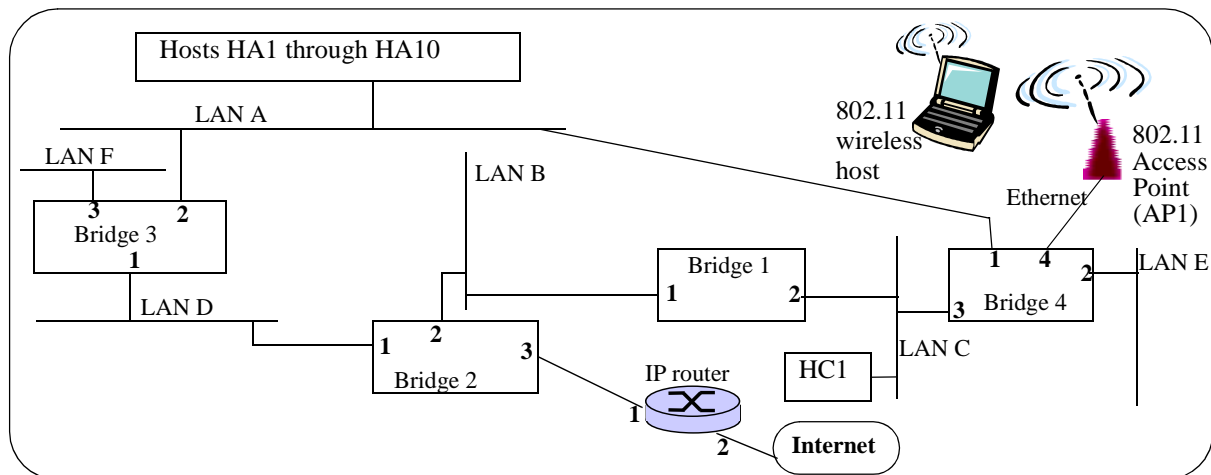 Hosts HA1 through HA10
LAN A
LAN F
3
2
Bridge 3
1
LAN D
LAN B
802.11
wireless
host
802.11
Access
Point
(AP1)
Ethernet
Bridge 1
1
2
1
4
2
3
Bridge 4
LAN E
LAN C
HC1
1
2
3
Bridge 2
IP router
1
2
Internet